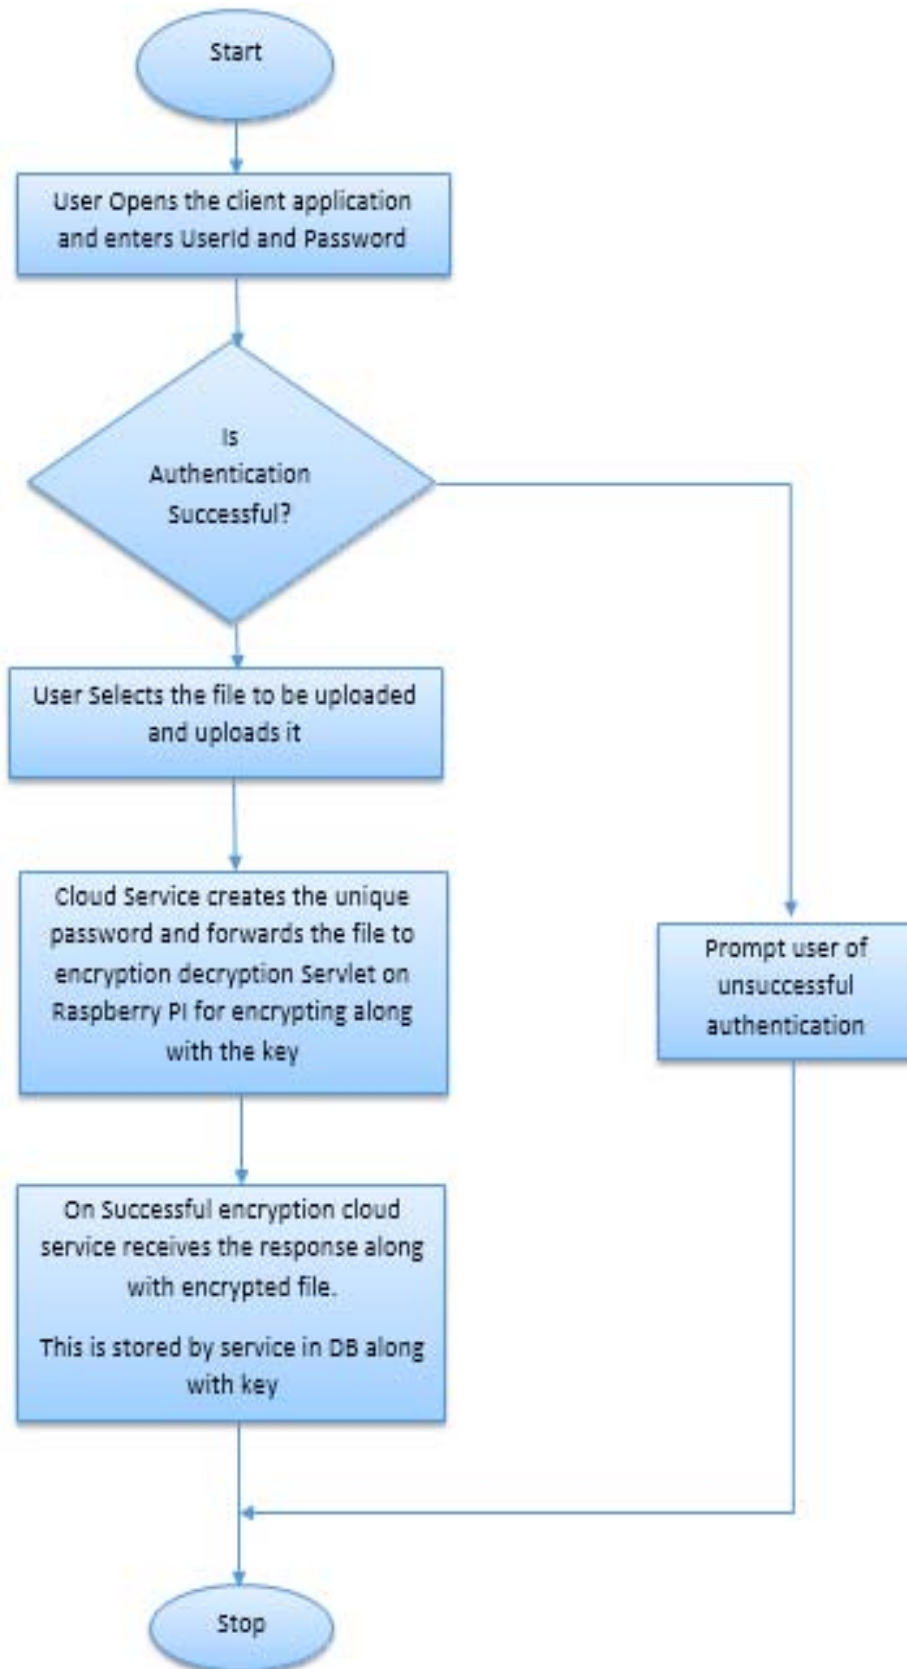 Start
User Opens the client application
and enters UserId and Password
Is
Authentication
Successful?
User Selects the file to be uploaded
and uploads it
Cloud Service creates the unique
password and forwards the file to
encryption decryption Servlet on
Raspberry PI for encrypting along
with the key
Prompt user of
unsuccessful
authentication
On Successful encryption cloud
service receives the response along
with encrypted file.
This is stored by service in DB along
with key
Stop